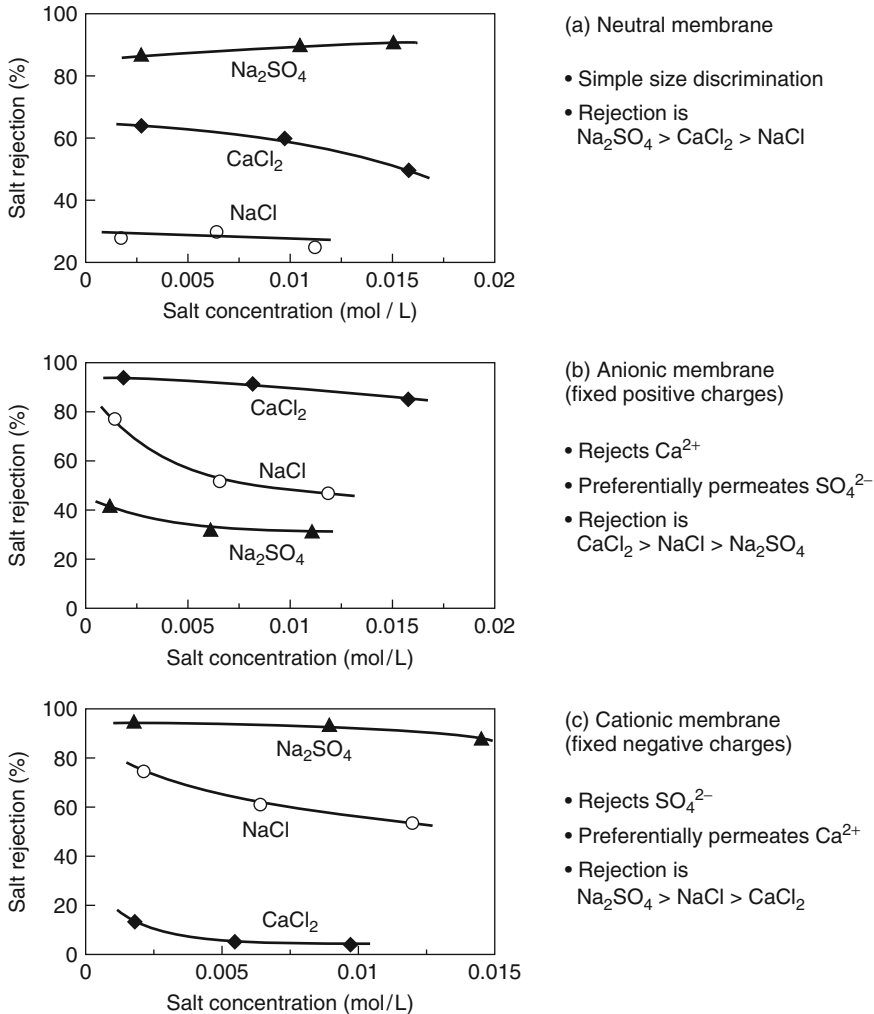 100
80
60
40
20
Salt rejection (%)
Na₂SO₄
CaCl₂
NaCl
0
0.005
0.01
0.015
0.02
Salt concentration (mol / L)
(a) Neutral membrane
• Simple size discrimination
• Rejection is
Na₂SO₄ > CaCl₂ > NaCl
100
80
60
40
20
0
Salt rejection (%)
CaCl₂
NaCl
Na₂SO₄
0
0.005
0.01
0.015
0.02
Salt concentration (mol/L)
(b) Anionic membrane
(fixed positive charges)
• Rejects Ca²⁺
• Preferentially permeates SO₄²⁻
• Rejection is
CaCl₂ > NaCl > Na₂SO₄
100
80
60
40
20
0
Salt rejection (%)
Na₂SO₄
NaCl
CaCl₂
0
0.005
0.01
0.015
Salt concentration (mol/L)
(c) Cationic membrane
(fixed negative charges)
• Rejects SO₄²⁻
• Preferentially permeates Ca²⁺
• Rejection is
Na₂SO₄ > NaCl > CaCl₂